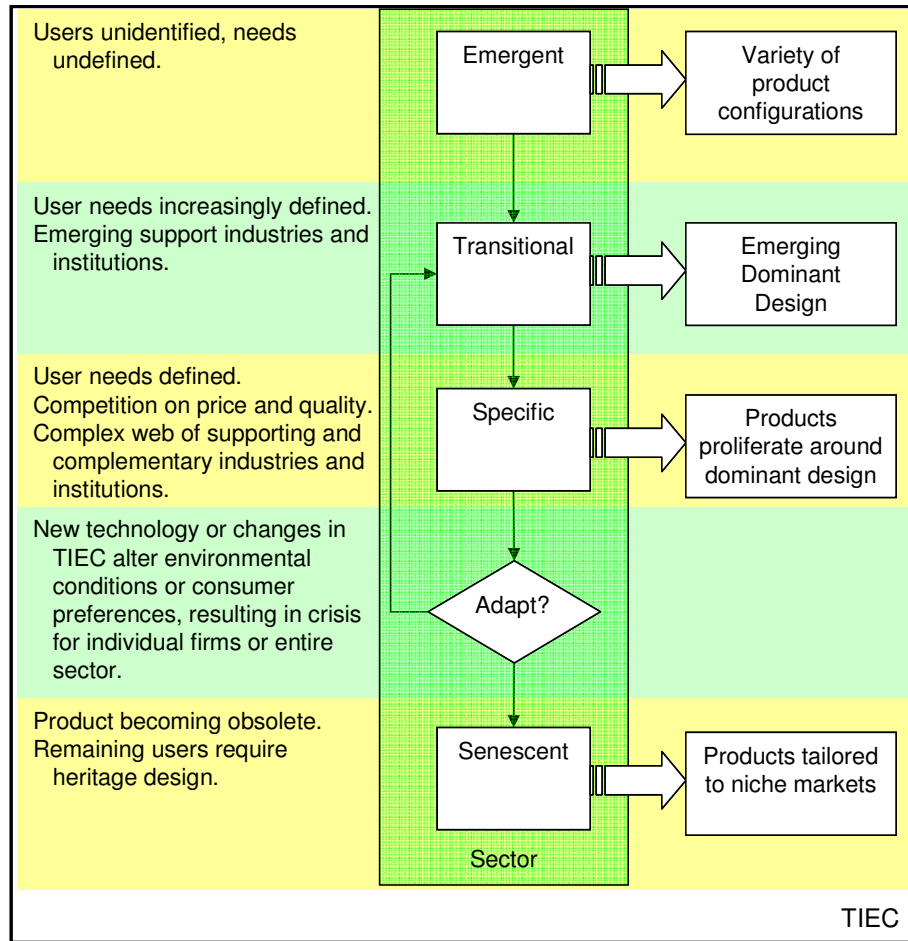 Users unidentified, needs
undefined.
Emergent
Variety of
product
configurations
User needs increasingly defined.
Emerging support industries and
institutions.
Transitional
Emerging
Dominant
Design
User needs defined.
Competition on price and quality.
Complex web of supporting and
complementary industries and
institutions.
Specific
Products
proliferate around
dominant design
New technology or changes in
TIEC alter environmental
conditions or consumer
preferences, resulting in crisis
for individual firms or entire
sector.
Adapt?
Product becoming obsolete.
Remaining users require
heritage design.
Senescent
Products tailored
to niche markets
Sector
TIEC